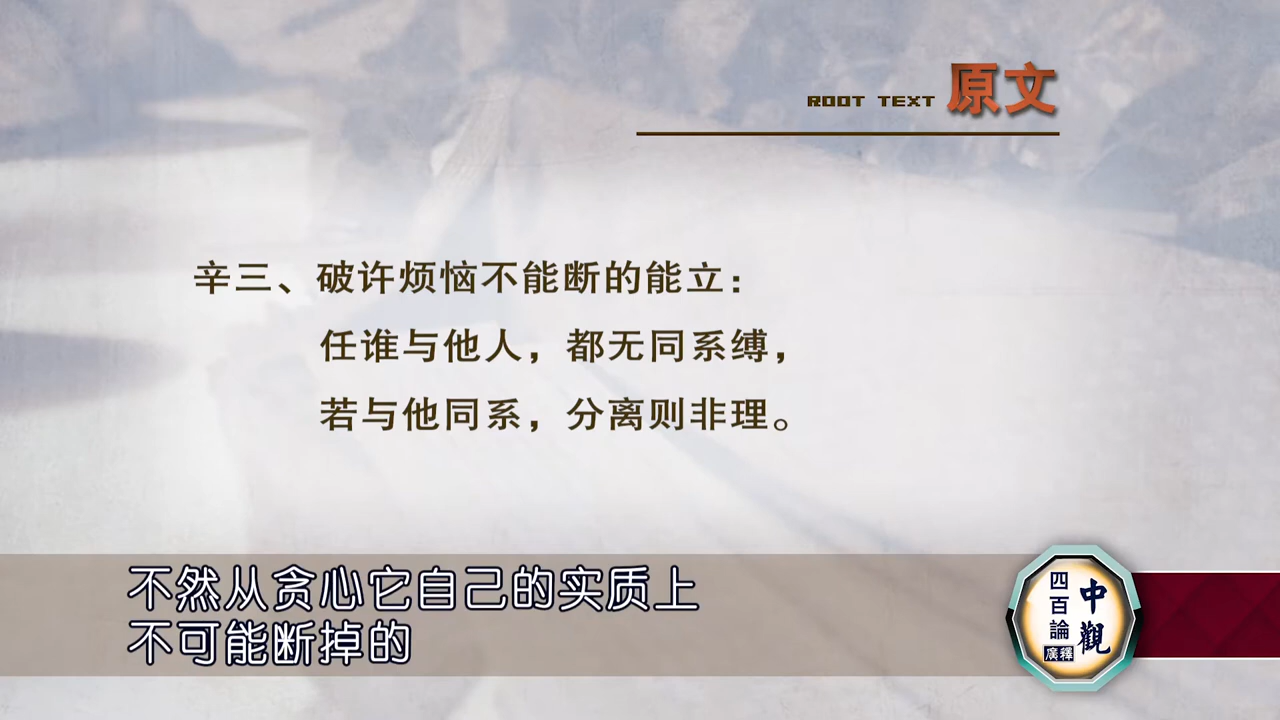 ROOT TEXT 原文
辛三、破许烦恼不能断的能立：
任谁与他人，都无同系缚，
若与他同系，分离则非理。
不然从贪心它自己的实质上
不可能断掉的
中觀
四百論
廣釋